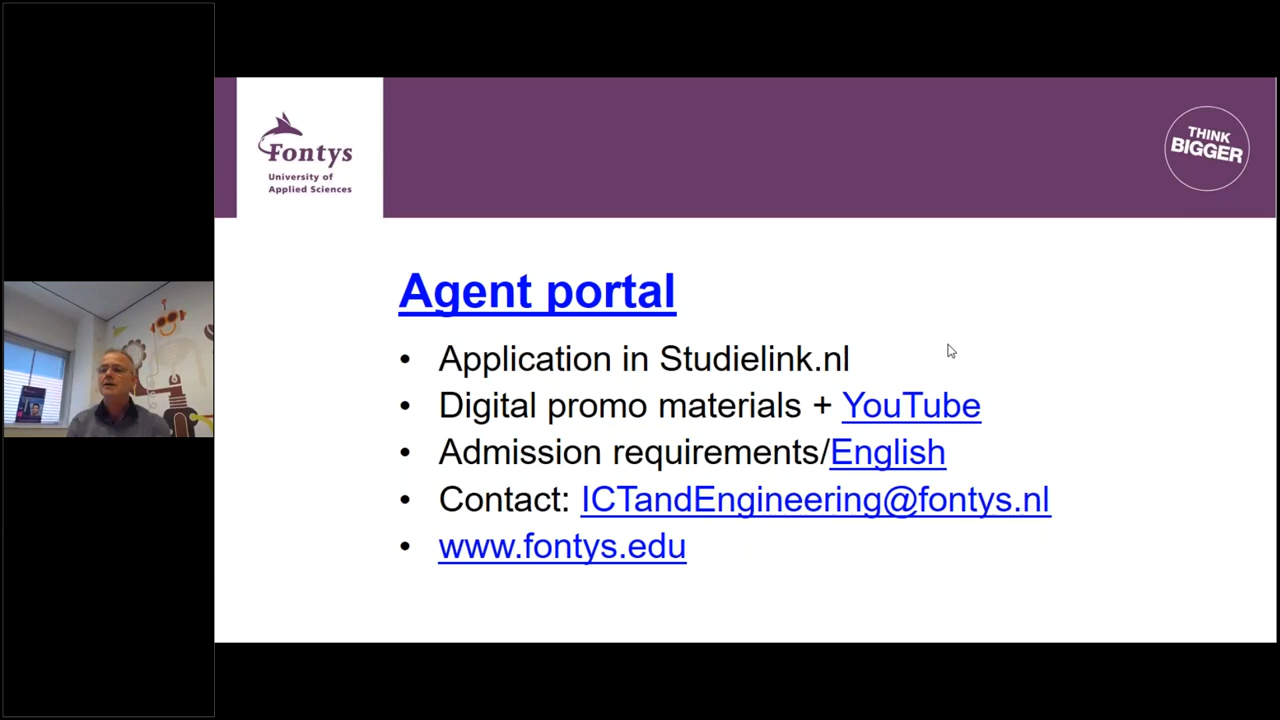 Fontys
University of
Applied Sciences
THINK
BIGGER
Agent portal
• Application in Studielink.nl
• Digital promo materials + YouTube
• Admission requirements/English
• Contact: ICTandEngineering@fontys.nl
• www.fontys.edu